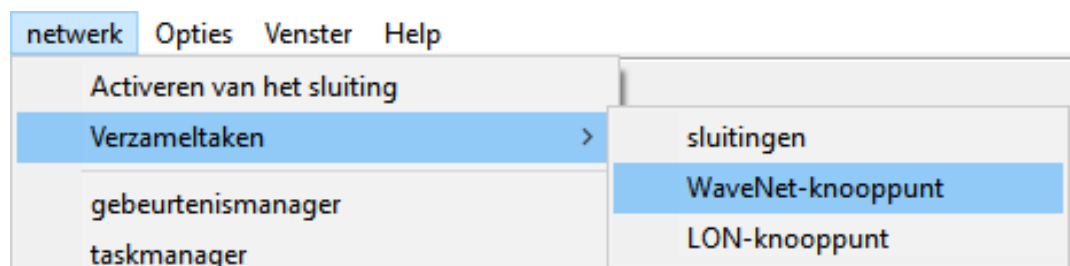 netwerk Opties Venster Help
Activeren van het sluiting
Verzameltaken >
sluitingen
WaveNet-knooppunt
LON-knooppunt
gebeurtenismanager
taskmanager